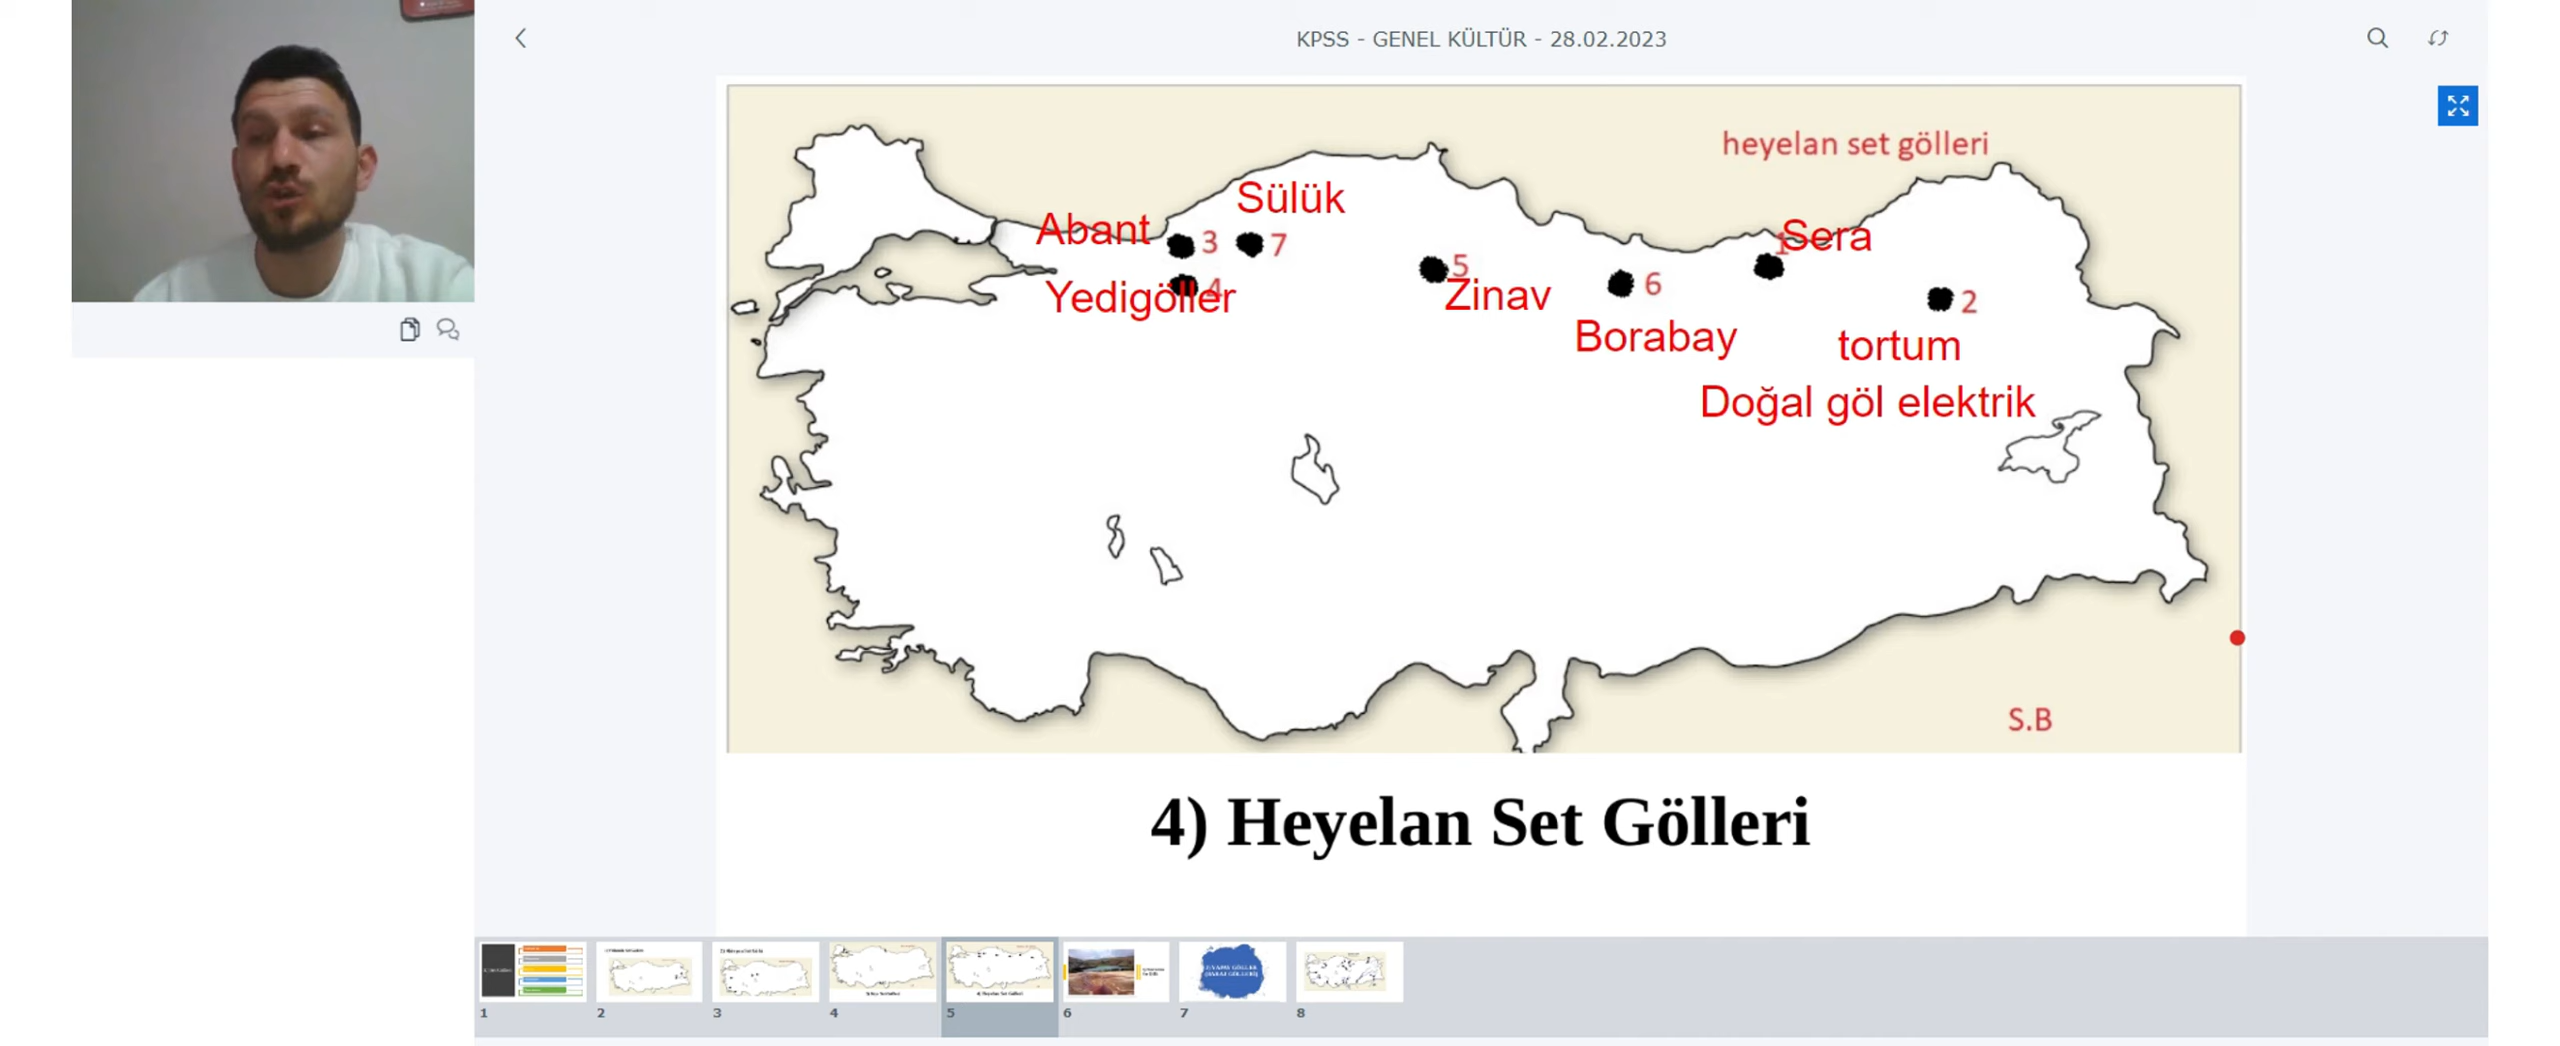 KPSS - GENEL KÜLTÜR - 28.02.2023
heyelan set gölleri
Sülük
Abant
3
7
1
Sera
Yedigöller
4
5
Zinav
6
2
Borabay
tortum
Doğal göl elektrik
S.B
4) Heyelan Set Gölleri
1
2
3
4
5
6
7
8